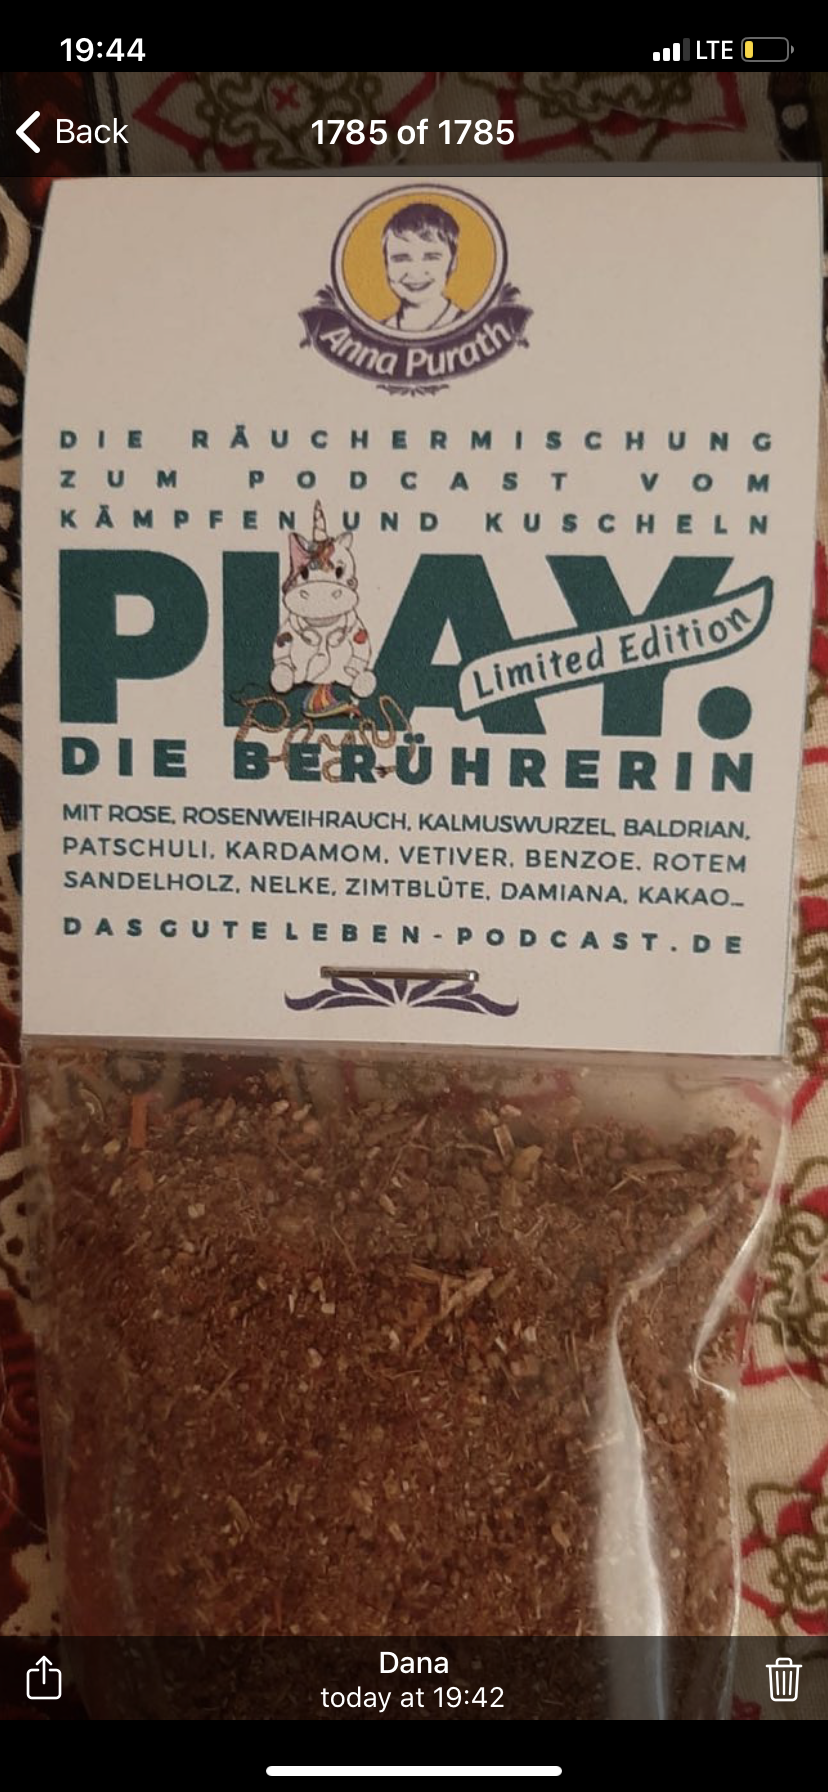 19:44
LTE
Back
1785 of 1785
Anna Purath
DIE RÄUCHERMISCHUNG
ZUM PODCAST VOM
KÄMPFEN UND KUSCHELN
PLAY.
Limited Edition
Play
DIE BERÜHRERIN
MIT ROSE, ROSENWEIHRAUCH, KALMUSWURZEL, BALDRIAN,
PATSCHULI, KARDAMOM, VETIVER, BENZOE, ROTEM
SANDELHOLZ, NELKE, ZIMTBLÜTE, DAMIANA, KAKAO...
DASGUTELEBEN-PODCAST.DE
Dana
today at 19:42